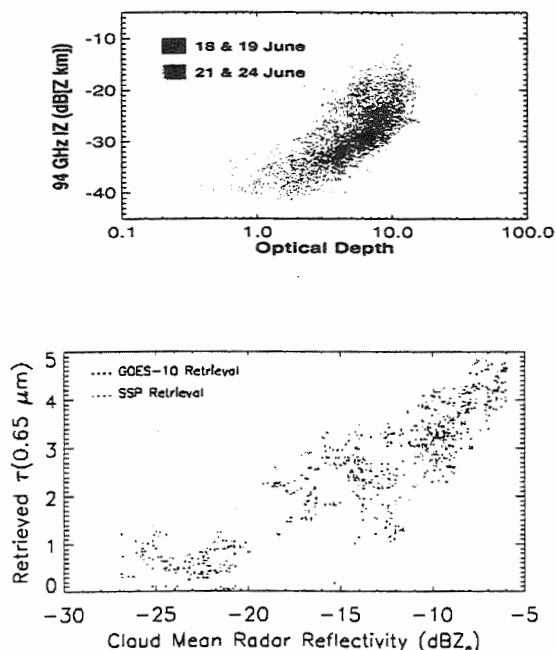 -5
-10
-20
-30
-40
94 GHz IZ (dB[Z km])
18 & 19 June
21 & 24 June
0.1 1.0 10.0 100.0
Optical Depth
5
4
3
2
1
0
Retrieved τ(0.65 μm)
GOES-10 Retrieval
SSP Retrieval
-30 -25 -20 -15 -10 -5
Cloud Mean Radar Reflectivity (dBZe)